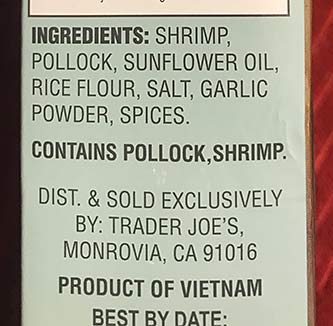 INGREDIENTS: SHRIMP,
POLLOCK, SUNFLOWER OIL,
RICE FLOUR, SALT, GARLIC
POWDER, SPICES.
CONTAINS POLLOCK,SHRIMP.
DIST. & SOLD EXCLUSIVELY
BY: TRADER JOE'S,
MONROVIA, CA 91016
PRODUCT OF VIETNAM
BEST BY DATE: